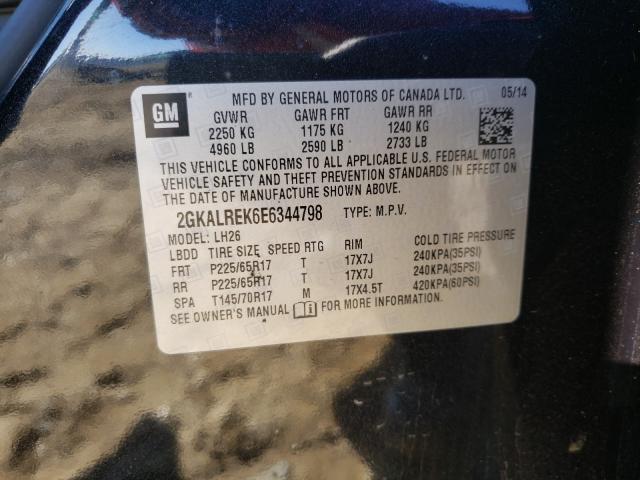 GM MFD BY GENERAL MOTORS OF CANADA LTD. 05/14
GVWR GAWR FRT GAWR RR
2250 KG 1175 KG 1240 KG
4960 LB 2590 LB 2733 LB
THIS VEHICLE CONFORMS TO ALL APPLICABLE U.S. FEDERAL MOTOR
VEHICLE SAFETY AND THEFT PREVENTION STANDARDS IN EFFECT ON
THE DATE OF MANUFACTURE SHOWN ABOVE.
2GKALREK6E6344798 TYPE: M.P.V.
MODEL: LH26
LBDD TIRE SIZE SPEED RTG RIM COLD TIRE PRESSURE
FRT P225/65R17 T 17X7J 240KPA(35PSI)
RR P225/65R17 T 17X7J 240KPA(35PSI)
SPA T145/70R17 M 17X4.5T 420KPA(60PSI)
SEE OWNER'S MANUAL FOR MORE INFORMATION